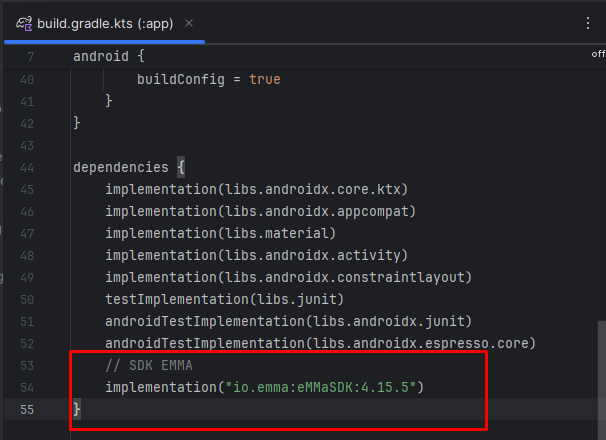 build.gradle.kts (:app)
off
7 android {
40 buildConfig = true
41 }
42 }
43
44 dependencies {
45 implementation(libs.androidx.core.ktx)
46 implementation(libs.androidx.appcompat)
47 implementation(libs.material)
48 implementation(libs.androidx.activity)
49 implementation(libs.androidx.constraintlayout)
50 testImplementation(libs.junit)
51 androidTestImplementation(libs.androidx.junit)
52 androidTestImplementation(libs.androidx.espresso.core)
53 // SDK EMMA
54 implementation("io.emma:eMMaSDK:4.15.5")
55 }